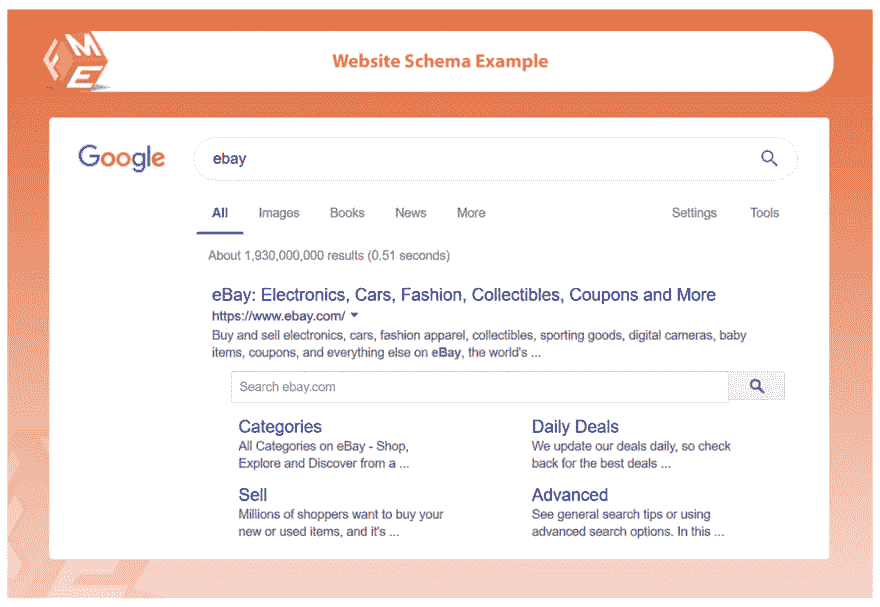 FME
Website Schema Example
Google
ebay
All Images Books News More Settings Tools
About 1,930,000,000 results (0.51 seconds)
eBay: Electronics, Cars, Fashion, Collectibles, Coupons and More
https://www.ebay.com/
Buy and sell electronics, cars, fashion apparel, collectibles, sporting goods, digital cameras, baby
items, coupons, and everything else on eBay, the world's ...
Search ebay.com
Categories
All Categories on eBay - Shop,
Explore and Discover from a ...
Daily Deals
We update our deals daily, so check
back for the best deals ...
Sell
Millions of shoppers want to buy your
new or used items, and it's ...
Advanced
See general search tips or using
advanced search options. In this ...